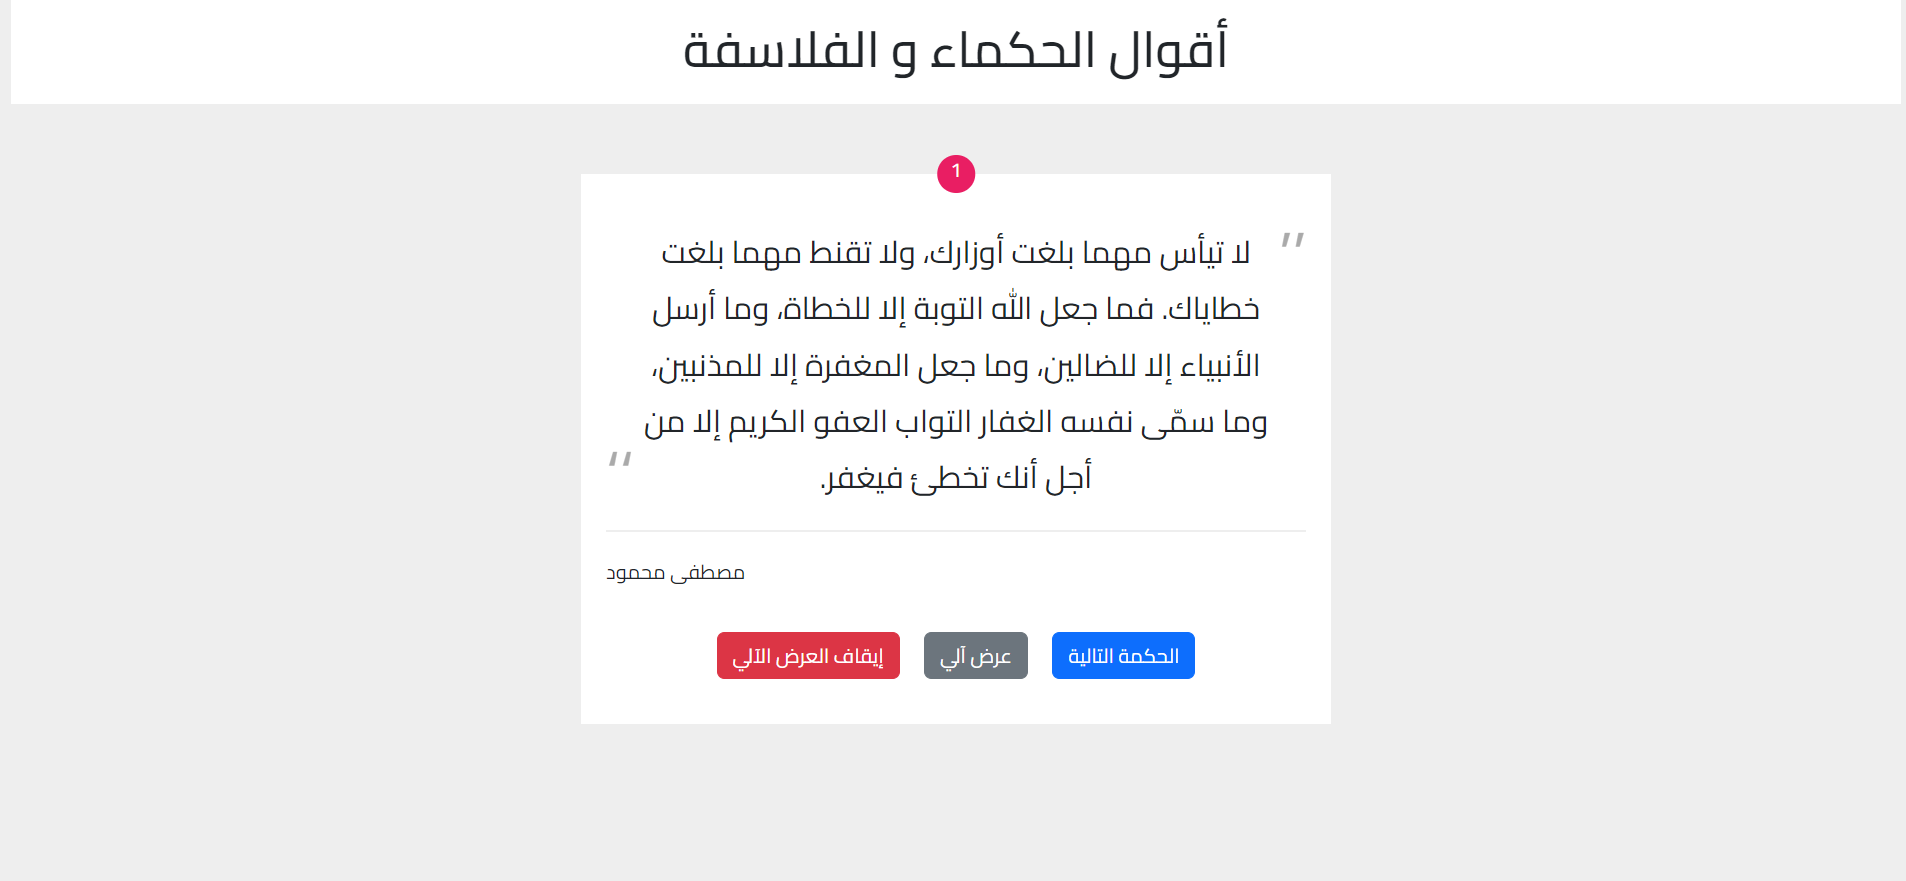 أقوال الحكماء و الفلاسفة
1
" لا تيأس مهما بلغت أوزارك، ولا تقنط مهما بلغت
خطاياك. فما جعل الله التوبة إلا للخطاة، وما أرسل
الأنبياء إلا للضالين، وما جعل المغفرة إلا للمذنبين،
وما سمّى نفسه الغفار التواب العفو الكريم إلا من
أجل أنك تخطئ فيغفر. "
مصطفى محمود
الحكمة التالية عرض آلي إيقاف العرض الآلي